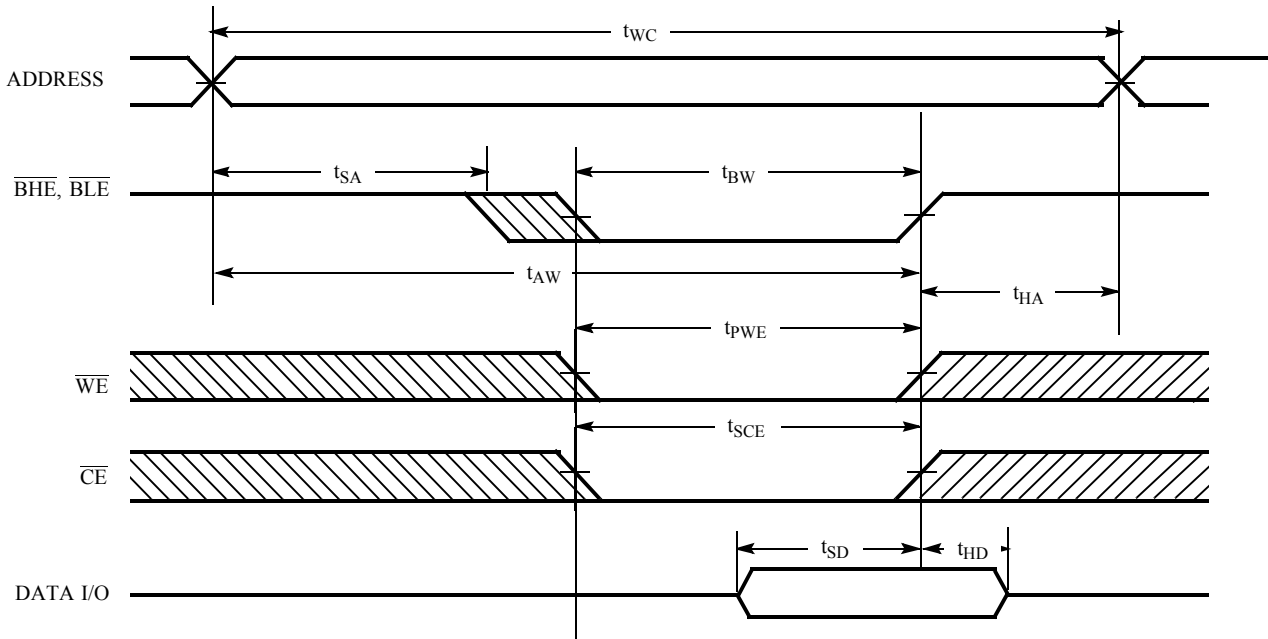 tWC
ADDRESS
tSA
tBW
BHE, BLE
tAW
tHA
tPWE
WE
tSCE
CE
tSD
tHD
DATA I/O